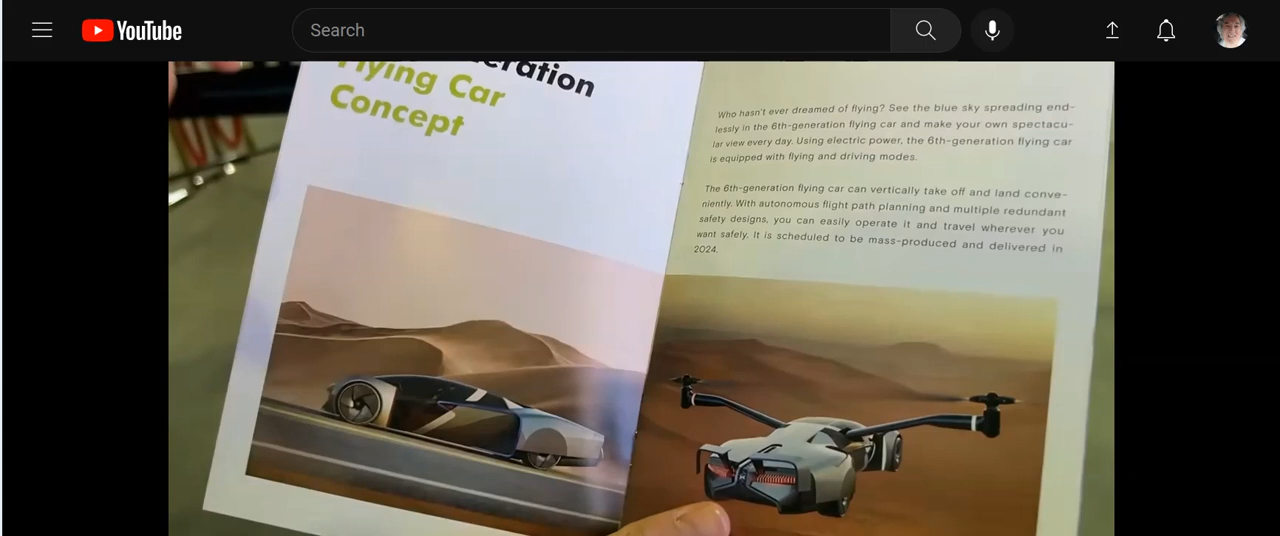 YouTube
Search
eration
Flying Car
Concept
Who hasn't ever dreamed of flying? See the blue sky spreading end-
lessly in the 6th-generation flying car and make your own spectacu-
lar view every day. Using electric power, the 6th-generation flying car
is equipped with flying and driving modes.
The 6th-generation flying car can vertically take off and land conve-
niently. With autonomous flight path planning and multiple redundant
safety designs, you can easily operate it and travel wherever you
want safely. It is scheduled to be mass-produced and delivered in
2024.